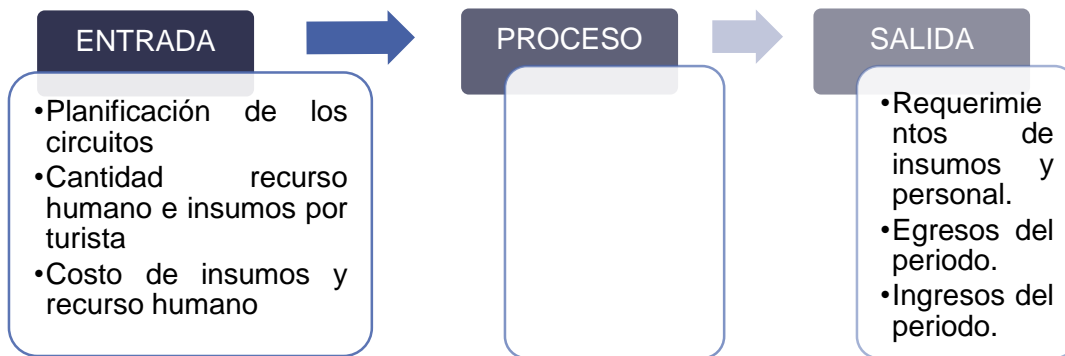 ENTRADA
•Planificación de los
circuitos
•Cantidad recurso
humano e insumos por
turista
•Costo de insumos y
recurso humano
PROCESO
SALIDA
•Requerimie
ntos de
insumos y
personal.
•Egresos del
periodo.
•Ingresos del
periodo.